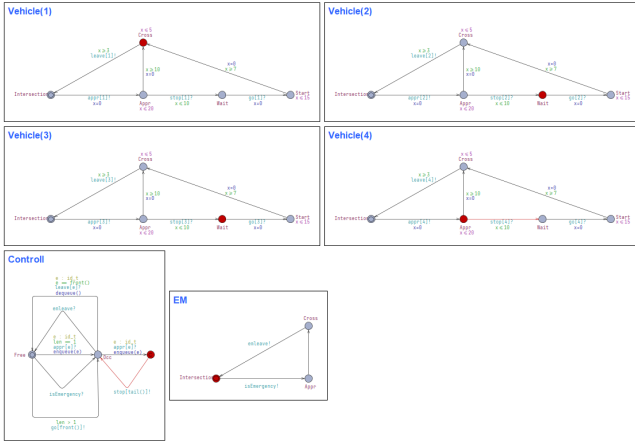 Vehicle(1)
x≤5
Cross
x≥3
leave[1]!
x≥10
x=0
x=0
x≥7
Intersection
appr[1]!
x=0
Appr
x≤20
stop[1]?
x≤10
Wait
go[1]?
x=0
Start
x≤15
Vehicle(2)
x≤5
Cross
x≥3
leave[2]!
x≥10
x=0
x=0
x≥7
Intersection
appr[2]!
x=0
Appr
x≤20
stop[2]?
x≤10
Wait
go[2]?
x=0
Start
x≤15
Vehicle(3)
x≤5
Cross
x≥3
leave[3]!
x≥10
x=0
x=0
x≥7
Intersection
appr[3]!
x=0
Appr
x≤20
stop[3]?
x≤10
Wait
go[3]?
x=0
Start
x≤15
Vehicle(4)
x≤5
Cross
x≥3
leave[4]!
x≥10
x=0
x=0
x≥7
Intersection
appr[4]!
x=0
Appr
x≤20
stop[4]?
x≤10
Wait
go[4]?
x=0
Start
x≤15
Controll
e : id_t
e == front()
leave[e]?
dequeue()
emleave?
e : id_t
len == 1
appr[e]?
enqueue(e)
Free
Occ
e : id_t
appr[e]?
enqueue(e)
isEmergency?
stop[tail()]!
len > 1
go[front()]!
EM
Cross
emleave!
Intersection
isEmergency!
Appr